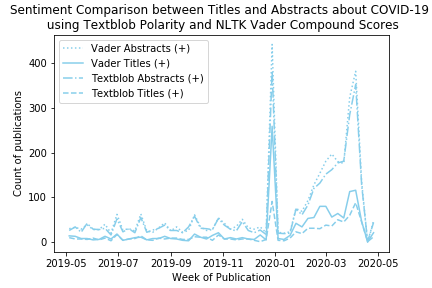 Sentiment Comparison between Titles and Abstracts about COVID-19
using Textblob Polarity and NLTK Vader Compound Scores
Vader Abstracts (+)
Vader Titles (+)
Textblob Abstracts (+)
Textblob Titles (+)
Count of publications
400
300
200
100
0
2019-05 2019-07 2019-09 2019-11 2020-01 2020-03 2020-05
Week of Publication